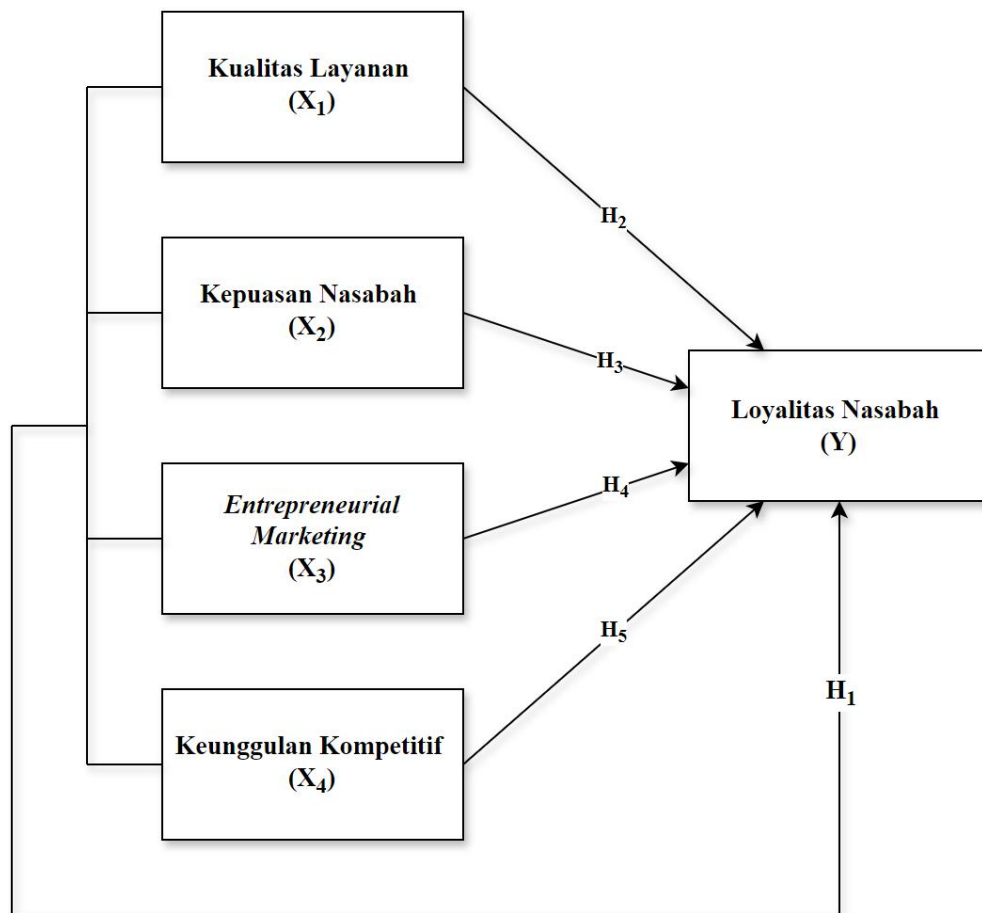 Kualitas Layanan
(X₁)
H₂
Kepuasan Nasabah
(X₂)
H₃
Loyalitas Nasabah
(Y)
Entrepreneurial
Marketing
(X₃)
H₄
H₅
Keunggulan Kompetitif
(X₄)
H₁